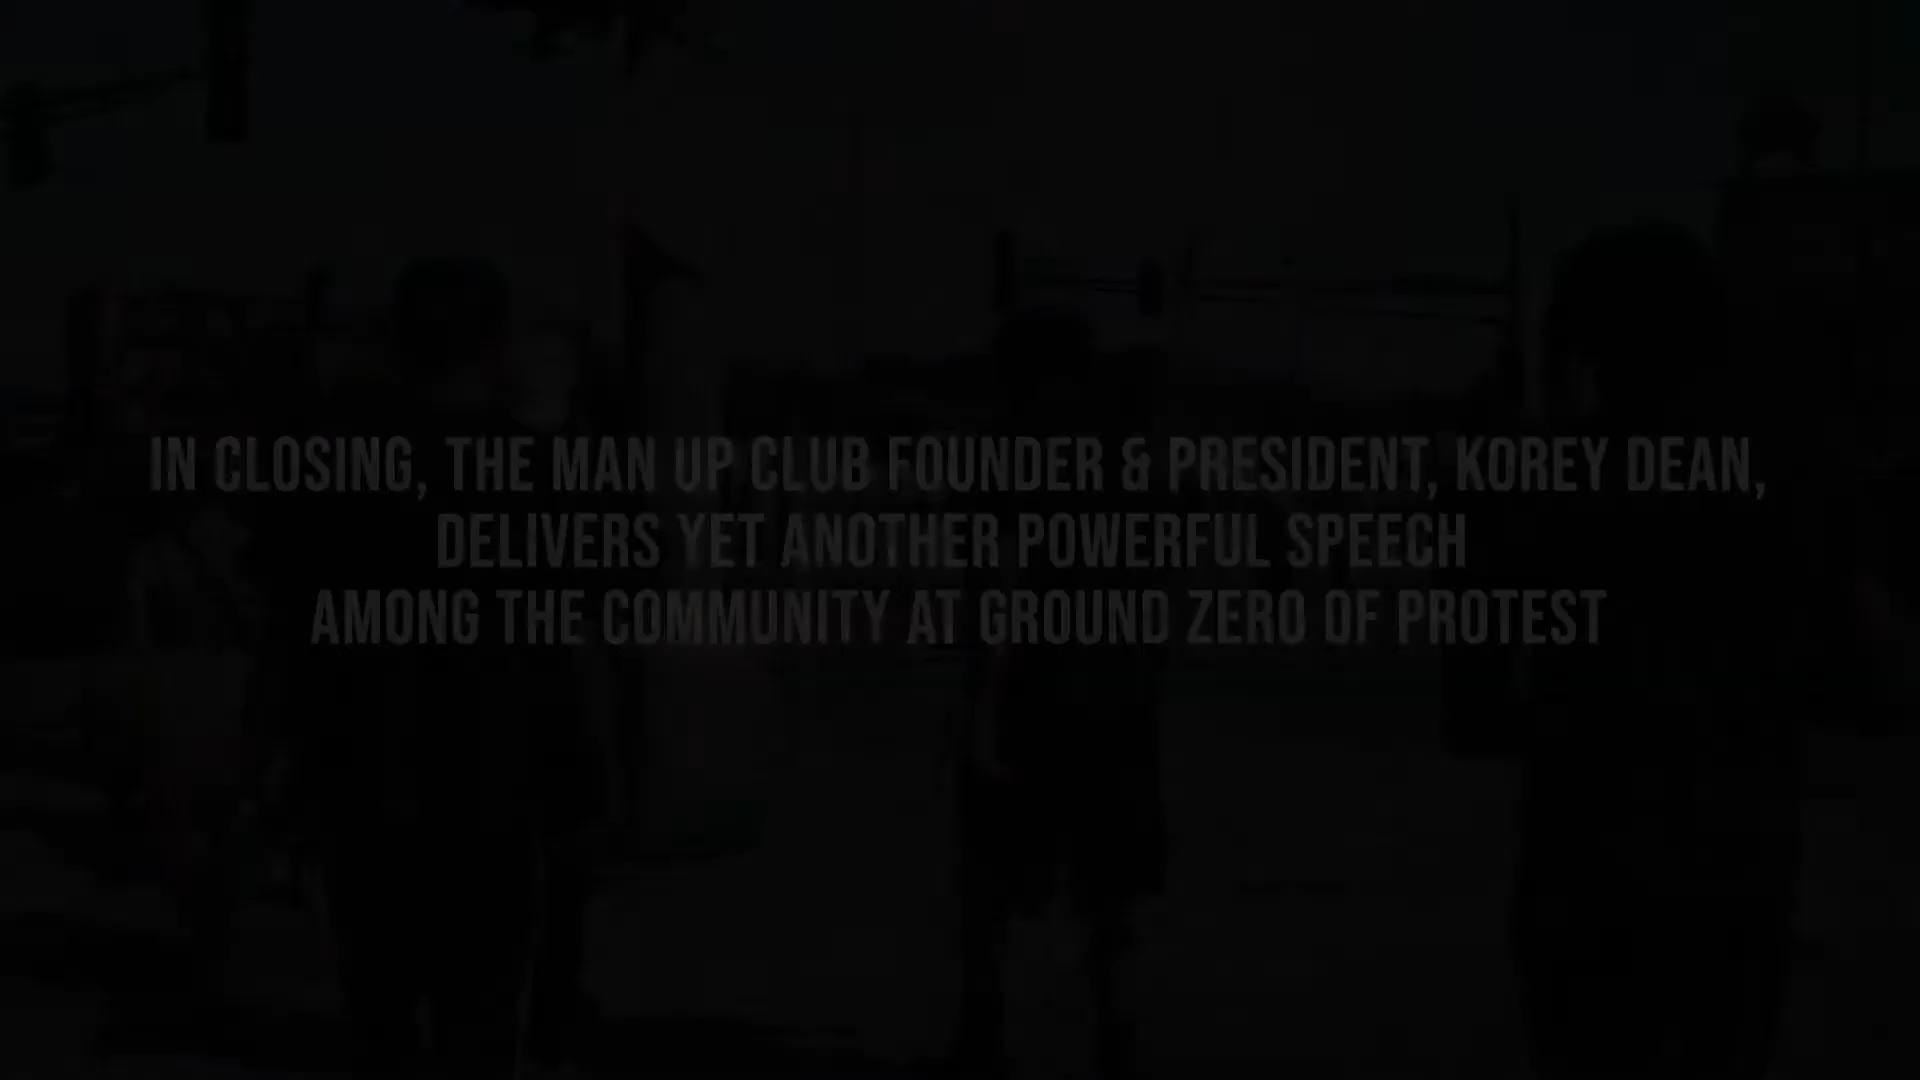 IN CLOSING, THE MAN UP CLUB FOUNDER & PRESIDENT, KOREY DEAN,
DELIVERS YET ANOTHER POWERFUL SPEECH
AMONG THE COMMUNITY AT GROUND ZERO OF PROTEST